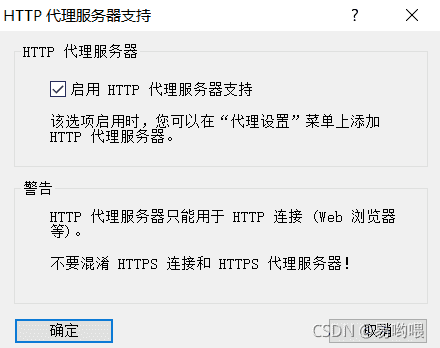 HTTP 代理服务器支持
HTTP 代理服务器
启用 HTTP 代理服务器支持
该选项启用时，您可以在“代理设置”菜单上添加
HTTP 代理服务器。
警告
HTTP 代理服务器只能用于 HTTP 连接 (Web 浏览器
等)。
不要混淆 HTTPS 连接和 HTTPS 代理服务器!
确定
取消
CSDN